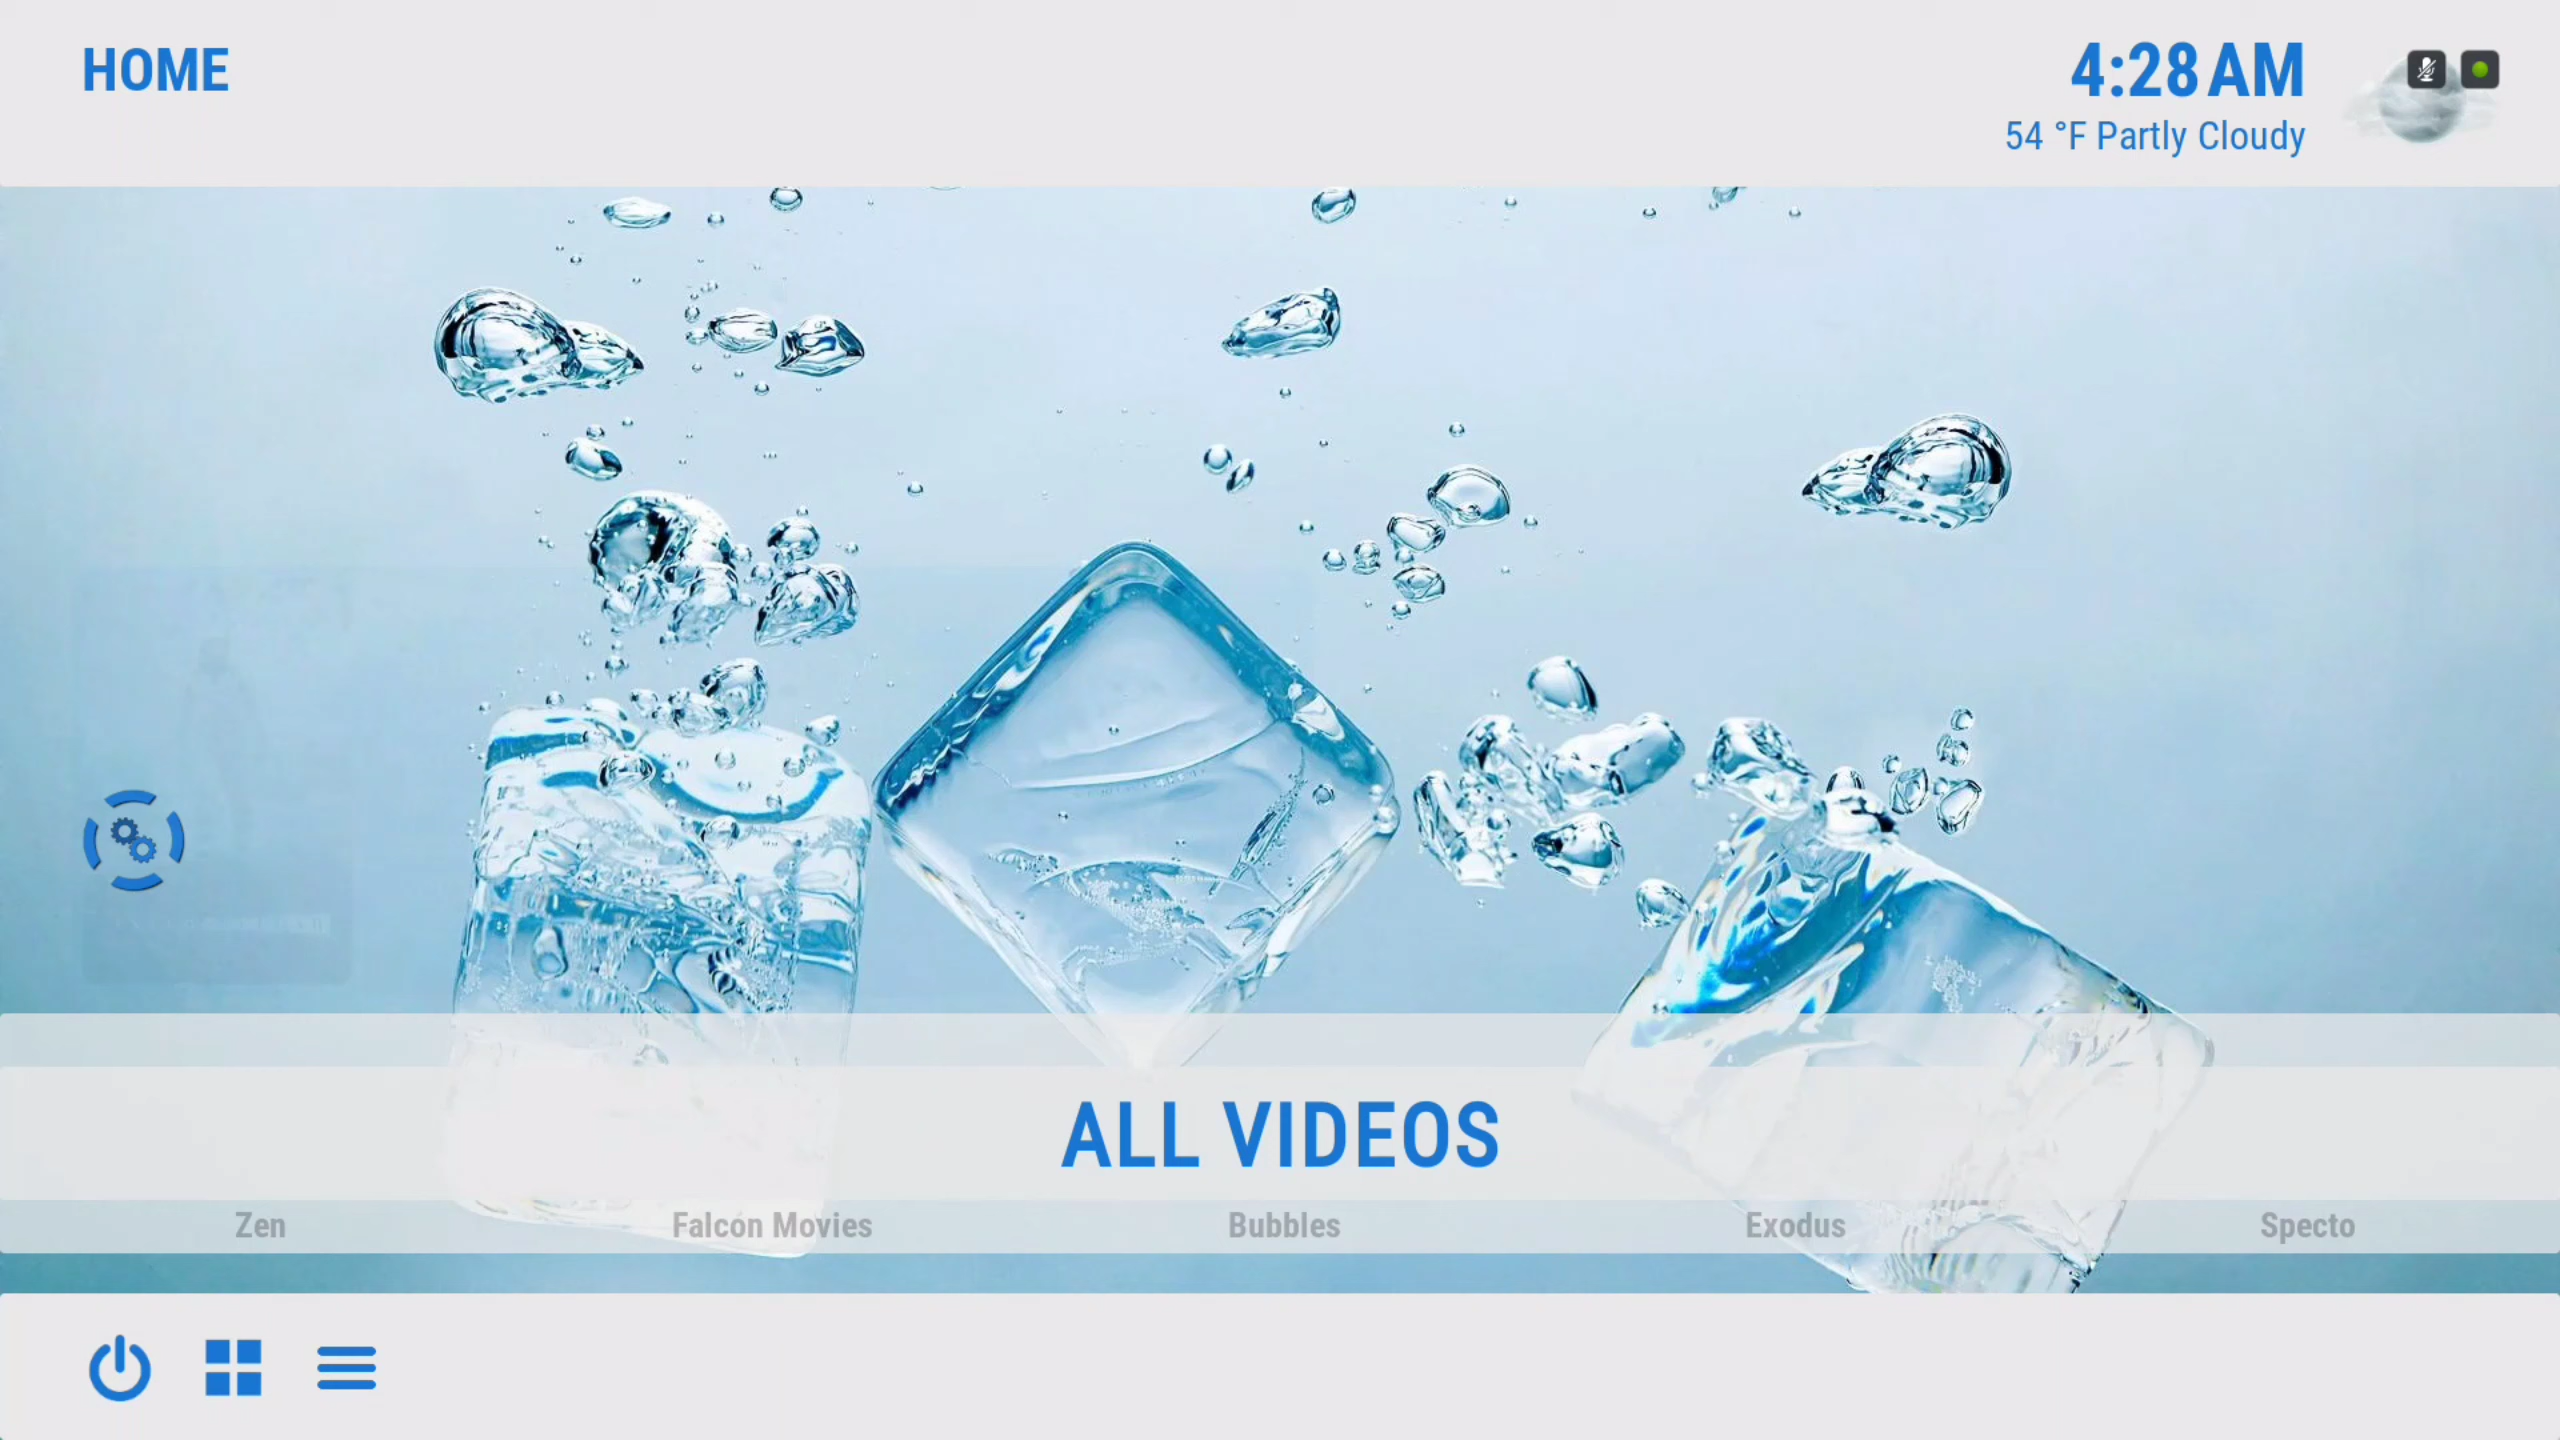 HOME
4:28 AM
54 °F Partly Cloudy
ALL VIDEOS
Zen
Falcon Movies
Bubbles
Exodus
Specto